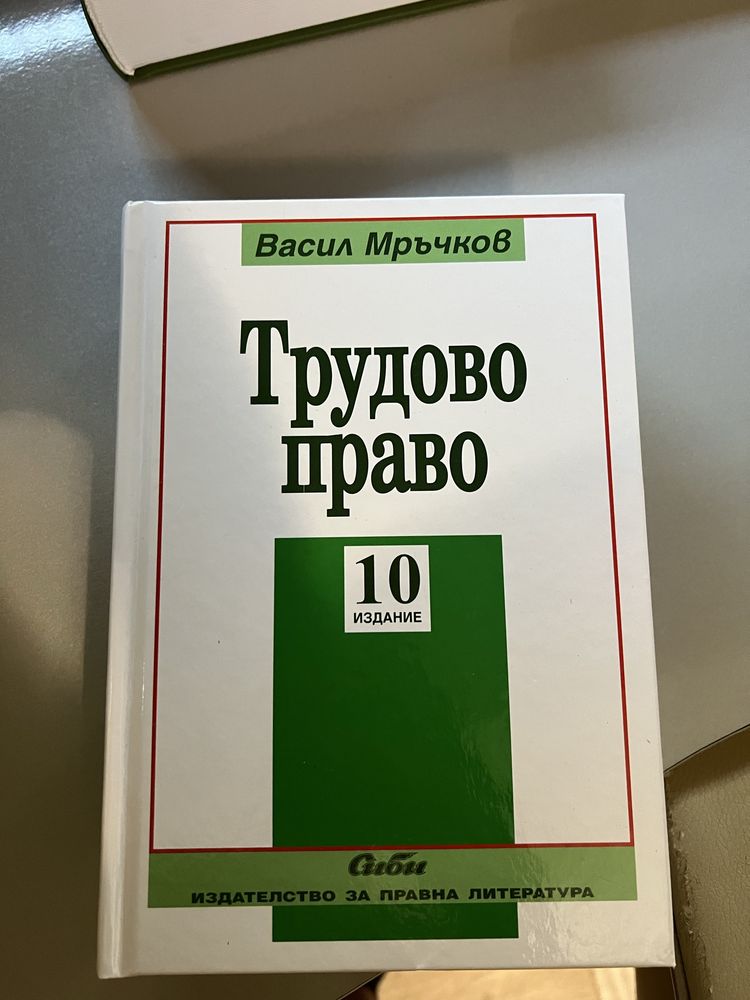 Васил Мръчков
Трудово
право
10
ИЗДАНИЕ
Сиби
ИЗДАТЕЛСТВО ЗА ПРАВНА ЛИТЕРАТУРА